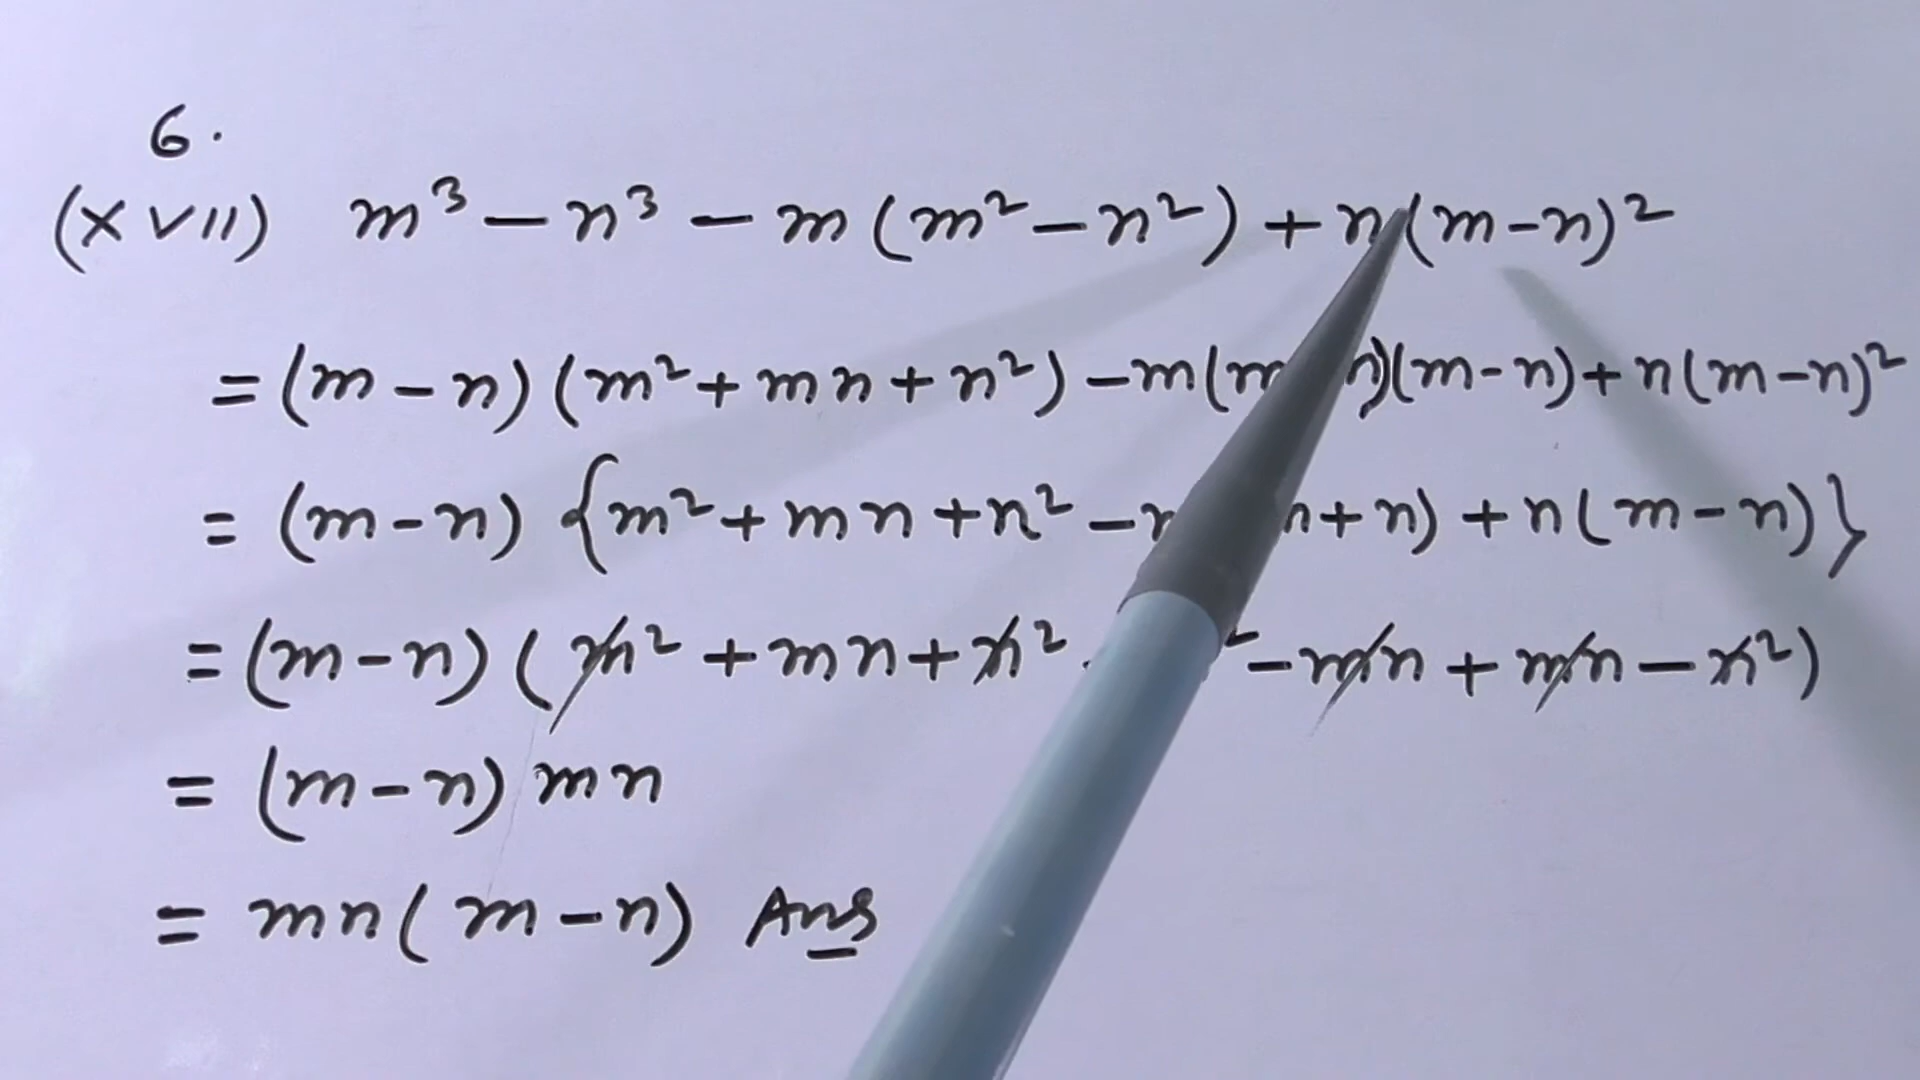 6.
(XVII) m³ - n³ - m(m² - n²) + n(m-n)²
= (m - n)(m² + mn + n²) - m(m n)(m-n) + n(m-n)²
= (m-n) {m² + mn + n² - + n) + n(m-n)}
= (m-n) (m² + mn + n² ² - mn + mn - n²)
= (m-n) mn
= mn(m-n) Ans